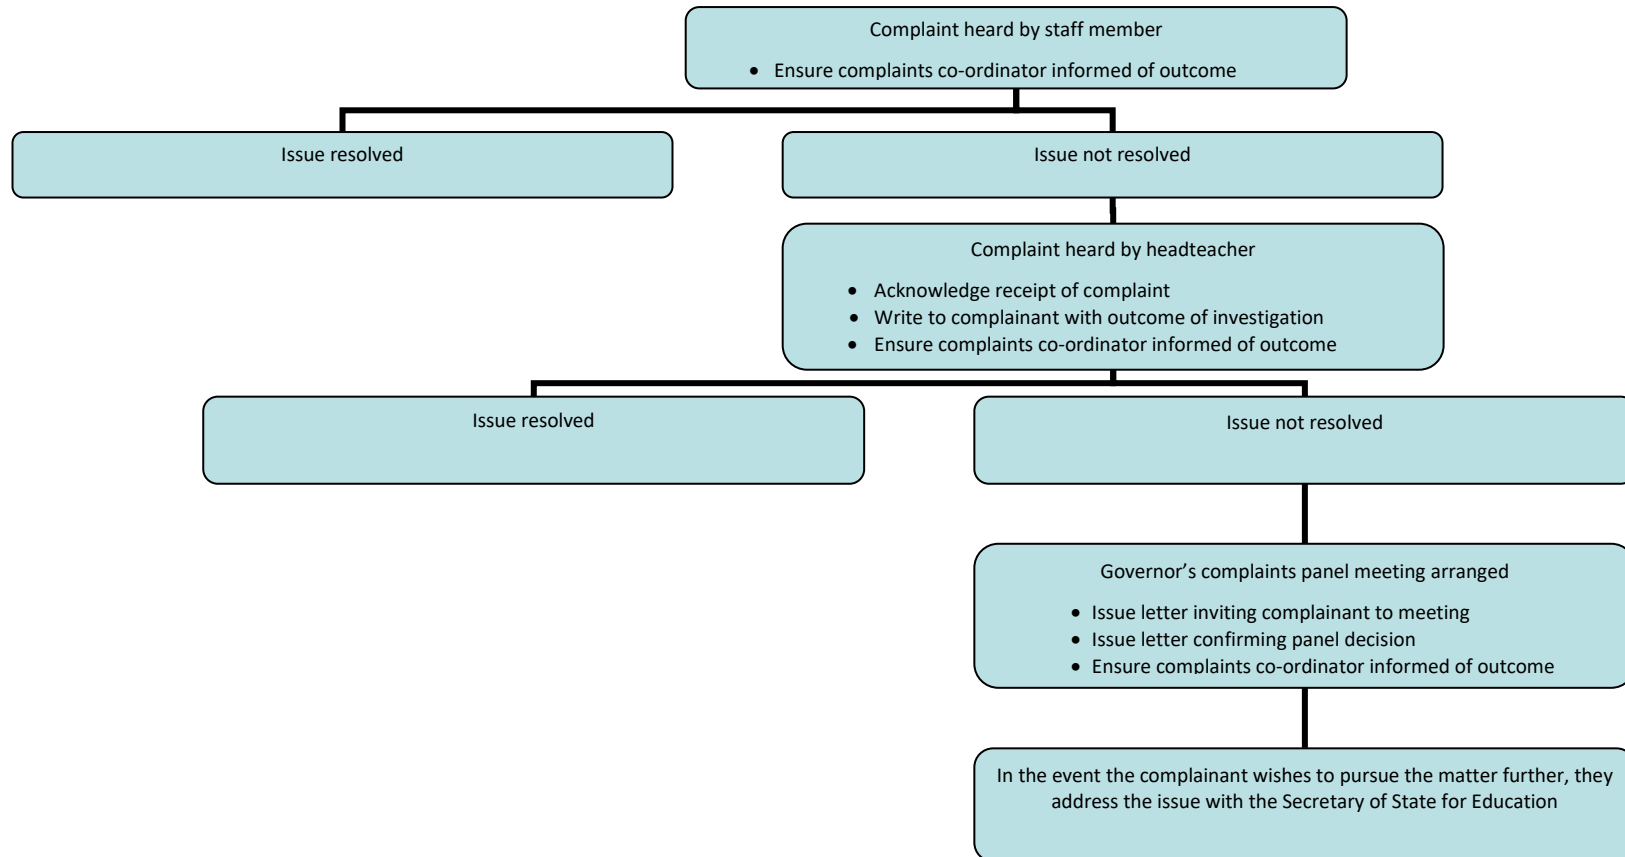 Complaint heard by staff member
• Ensure complaints co-ordinator informed of outcome
Issue resolved
Issue not resolved
Complaint heard by headteacher
• Acknowledge receipt of complaint
• Write to complainant with outcome of investigation
• Ensure complaints co-ordinator informed of outcome
Issue resolved
Issue not resolved
Governor’s complaints panel meeting arranged
• Issue letter inviting complainant to meeting
• Issue letter confirming panel decision
• Ensure complaints co-ordinator informed of outcome
In the event the complainant wishes to pursue the matter further, they
address the issue with the Secretary of State for Education